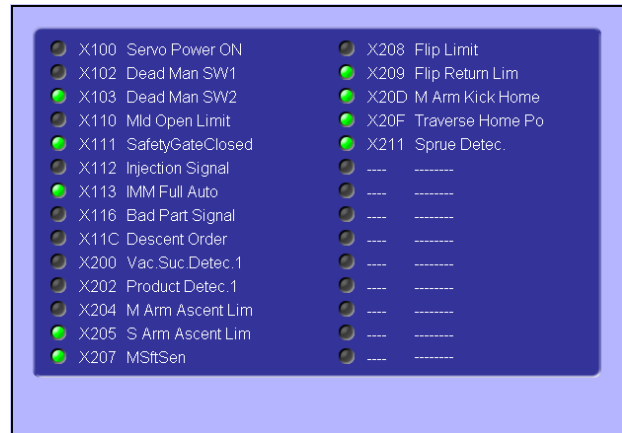 X100 Servo Power ON
X102 Dead Man SW1
X103 Dead Man SW2
X110 Mld Open Limit
X111 SafetyGateClosed
X112 Injection Signal
X113 IMM Full Auto
X116 Bad Part Signal
X11C Descent Order
X200 Vac.Suc.Detec.1
X202 Product Detec.1
X204 M Arm Ascent Lim
X205 S Arm Ascent Lim
X207 MSftSen
X208 Flip Limit
X209 Flip Return Lim
X20D M Arm Kick Home
X20F Traverse Home Po
X211 Sprue Detec.
---- --------
---- --------
---- --------
---- --------
---- --------
---- --------
---- --------
---- --------
---- --------